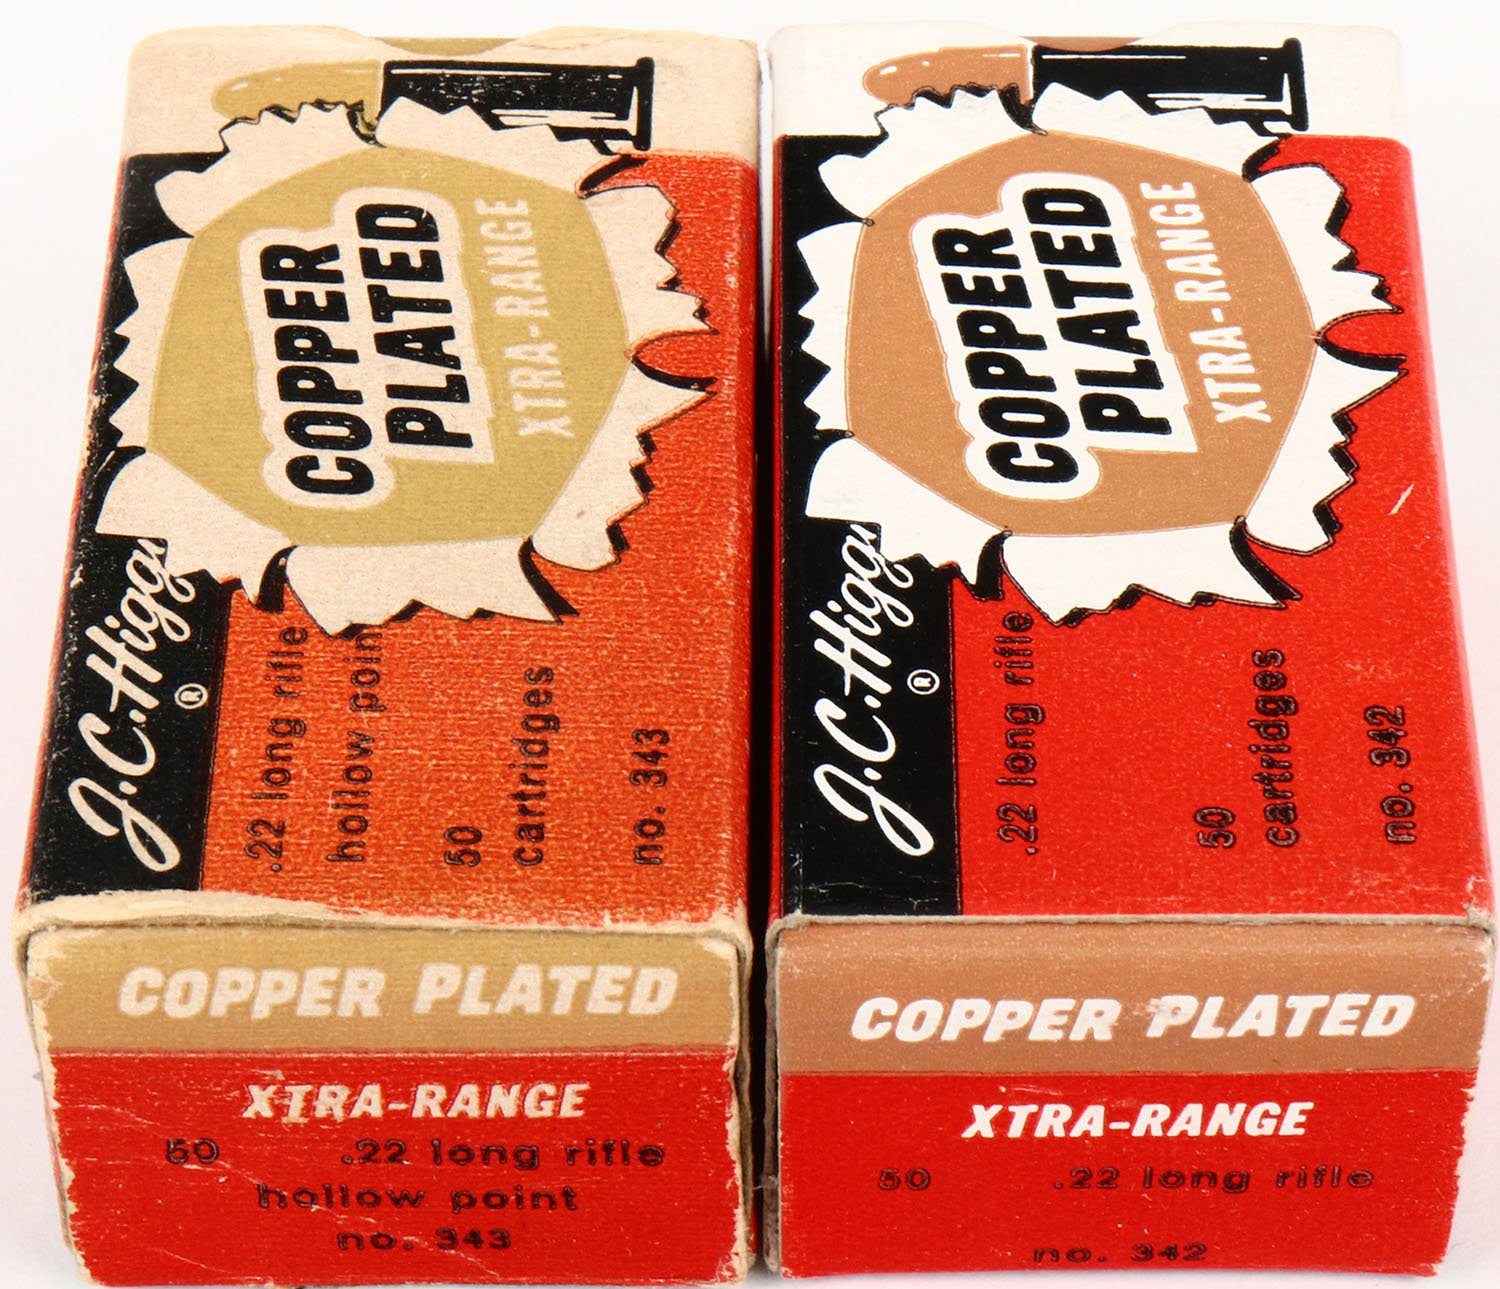 COPPER
PLATED
XTRA-RANGE
J.C. Higgins
®
.22 long rifle
hollow poin
50
cartridges
no. 343
COPPER PLATED
XTRA-RANGE
50 .22 long rifle
hollow point
no. 343
COPPER
PLATED
XTRA-RANGE
J.C. Higgins
®
.22 long rifle
50
cartridges
no. 342
COPPER PLATED
XTRA-RANGE
50 .22 long rifle
no. 342